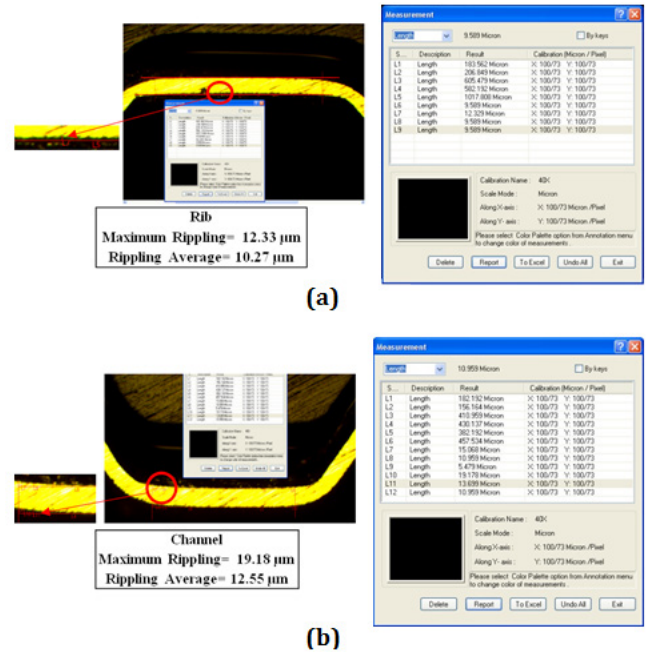 Measurement
Length 9.589 Micron By keys
S... Description Result Calibration (Micron / Pixel)
L1 Length 183.562 Micron X: 100/73 Y: 100/73
L2 Length 206.849 Micron X: 100/73 Y: 100/73
L3 Length 605.479 Micron X: 100/73 Y: 100/73
L4 Length 582.192 Micron X: 100/73 Y: 100/73
L5 Length 1017.808 Micron X: 100/73 Y: 100/73
L6 Length 9.589 Micron X: 100/73 Y: 100/73
L7 Length 12.329 Micron X: 100/73 Y: 100/73
L8 Length 9.589 Micron X: 100/73 Y: 100/73
L9 Length 9.589 Micron X: 100/73 Y: 100/73
Calibration Name : 40X
Scale Mode : Micron
Along X-axis : X: 100/73 Micron /Pixel
Along Y- axis : Y: 100/73 Micron /Pixel
Please select Color Palette option from Annotation menu
to change color of measurements .
Delete Report To Excel Undo All Exit
Rib
Maximum Rippling= 12.33 µm
Rippling Average= 10.27 µm
(a)
Measurement
Length 10.959 Micron By keys
S... Description Result Calibration (Micron / Pixel)
L1 Length 182.192 Micron X: 100/73 Y: 100/73
L2 Length 156.164 Micron X: 100/73 Y: 100/73
L3 Length 410.959 Micron X: 100/73 Y: 100/73
L4 Length 430.137 Micron X: 100/73 Y: 100/73
L5 Length 382.192 Micron X: 100/73 Y: 100/73
L6 Length 457.534 Micron X: 100/73 Y: 100/73
L7 Length 15.068 Micron X: 100/73 Y: 100/73
L8 Length 10.959 Micron X: 100/73 Y: 100/73
L9 Length 5.479 Micron X: 100/73 Y: 100/73
L10 Length 19.178 Micron X: 100/73 Y: 100/73
L11 Length 13.699 Micron X: 100/73 Y: 100/73
L12 Length 10.959 Micron X: 100/73 Y: 100/73
Calibration Name : 40X
Scale Mode : Micron
Along X-axis : X: 100/73 Micron /Pixel
Along Y- axis : Y: 100/73 Micron /Pixel
Please select Color Palette option from Annotation menu
to change color of measurements .
Delete Report To Excel Undo All Exit
Channel
Maximum Rippling= 19.18 µm
Rippling Average= 12.55 µm
(b)